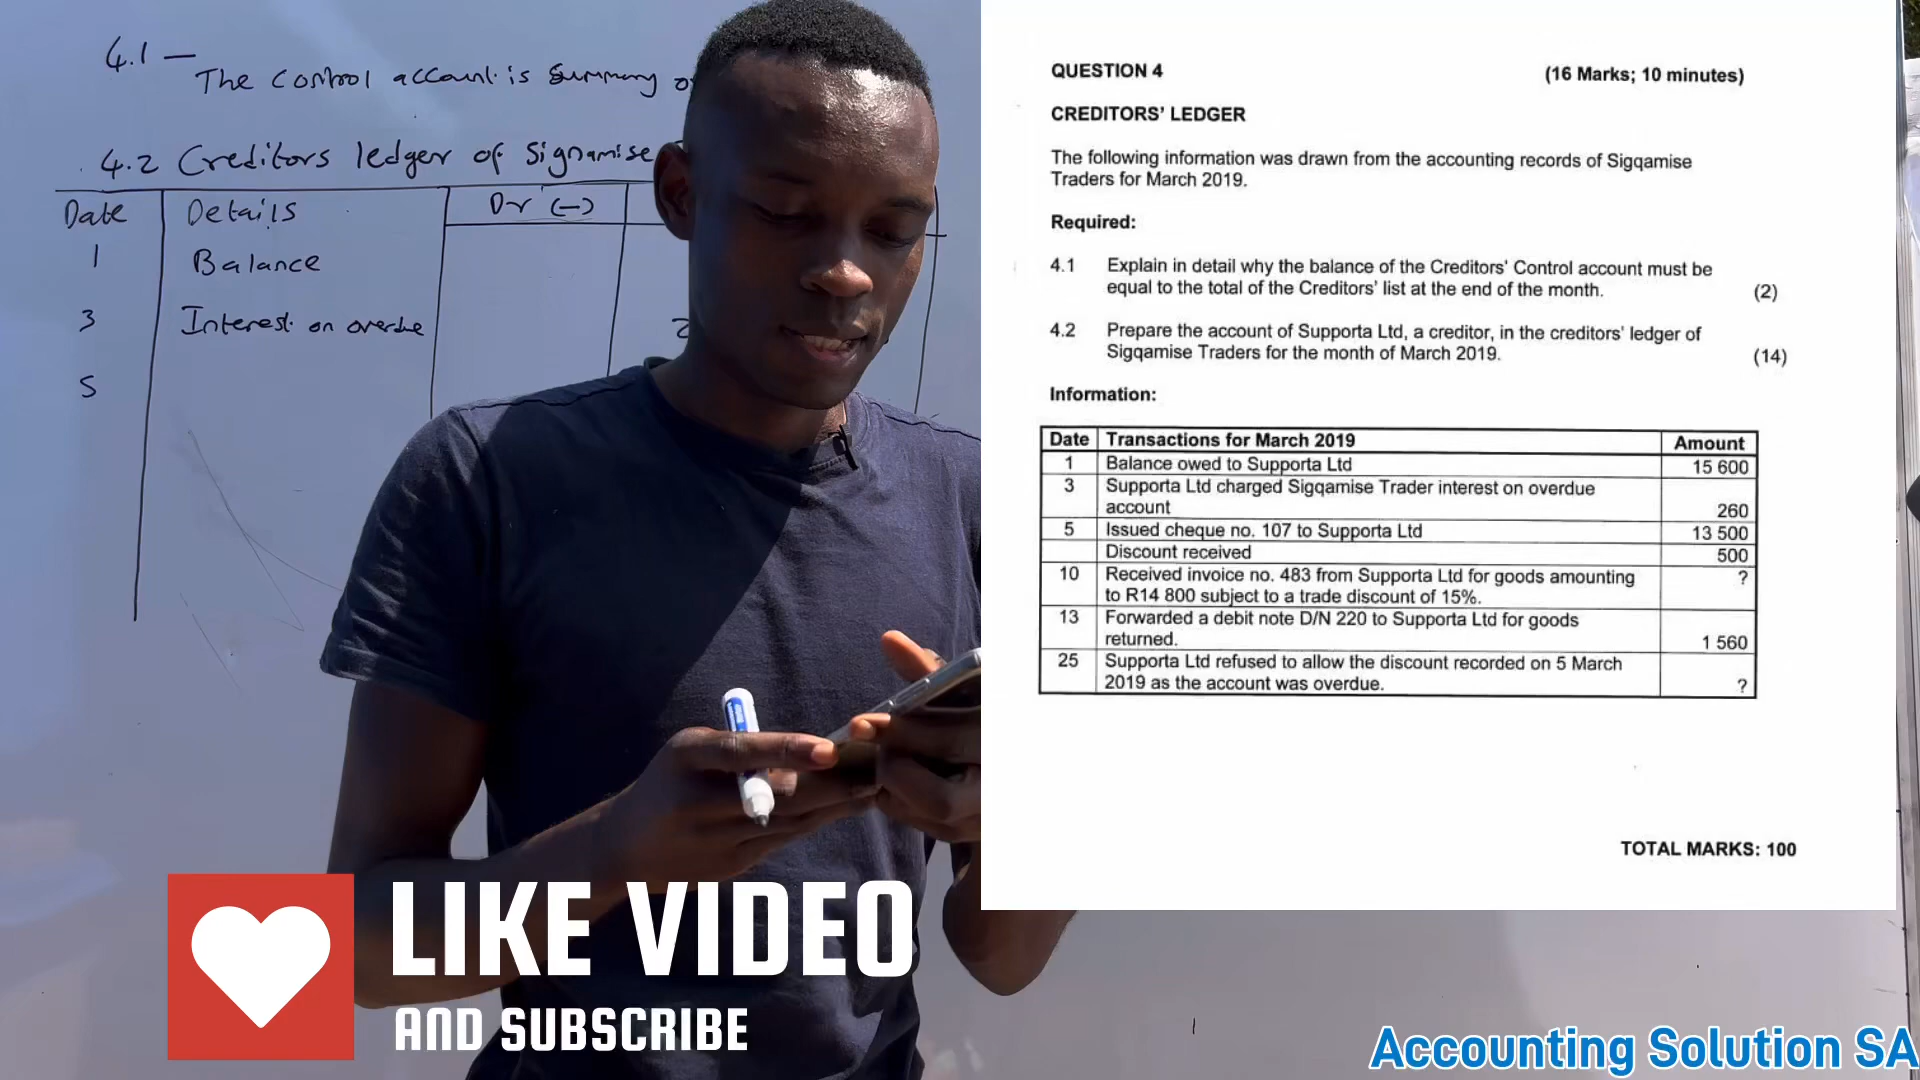 4.1 —
The control account is summary
4.2 Creditors ledger of Signamise
Date Details Dr (-)
1 Balance
3 Interest on overdue 2
5
QUESTION 4 (16 Marks; 10 minutes)
CREDITORS' LEDGER
The following information was drawn from the accounting records of Sigqamise
Traders for March 2019.
Required:
4.1 Explain in detail why the balance of the Creditors' Control account must be
equal to the total of the Creditors' list at the end of the month. (2)
4.2 Prepare the account of Supporta Ltd, a creditor, in the creditors' ledger of
Sigqamise Traders for the month of March 2019. (14)
Information:
Date Transactions for March 2019 Amount
1 Balance owed to Supporta Ltd 15 600
3 Supporta Ltd charged Sigqamise Trader interest on overdue
account 260
5 Issued cheque no. 107 to Supporta Ltd 13 500
Discount received 500
10 Received invoice no. 483 from Supporta Ltd for goods amounting ?
to R14 800 subject to a trade discount of 15%.
13 Forwarded a debit note D/N 220 to Supporta Ltd for goods
returned. 1 560
25 Supporta Ltd refused to allow the discount recorded on 5 March
2019 as the account was overdue. ?
TOTAL MARKS: 100
LIKE VIDEO
AND SUBSCRIBE
Accounting Solution SA